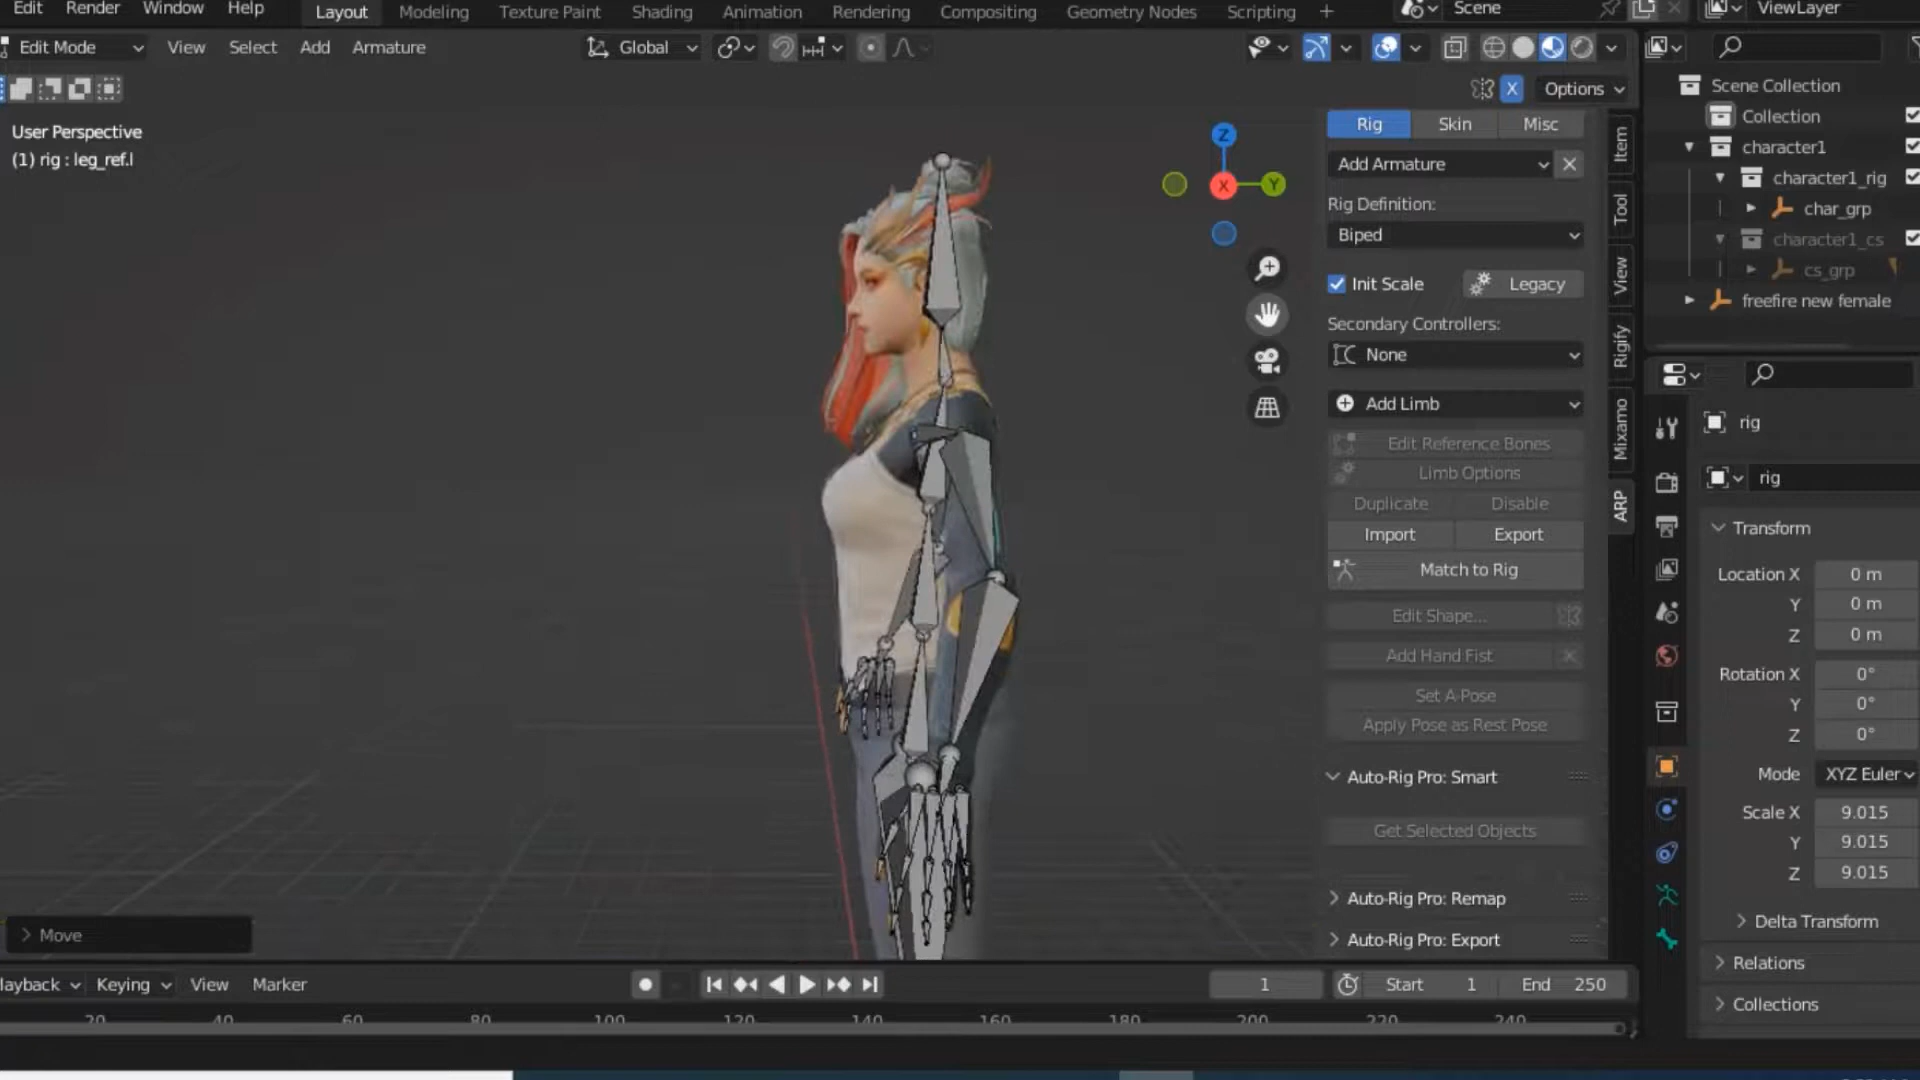 Edit Render Window Help Layout Modeling Texture Paint Shading Animation Rendering Compositing Geometry Nodes Scripting + Scene ViewLayer
Edit Mode View Select Add Armature Global
X Options
User Perspective
(1) rig : leg_ref.l
Z
X
Y
Rig Skin Misc
Add Armature
Rig Definition:
Biped
Init Scale Legacy
Secondary Controllers:
None
Add Limb
Edit Reference Bones
Limb Options
Duplicate Disable
Import Export
Match to Rig
Edit Shape...
Add Hand Fist
Set A Pose
Apply Pose as Rest Pose
Auto-Rig Pro: Smart
Get Selected Objects
Auto-Rig Pro: Remap
Auto-Rig Pro: Export
Item
Tool
View
Rigify
Mixamo
ARP
Scene Collection
Collection
character1
character1_rig
char_grp
character1_cs
cs_grp
freefire new female
rig
rig
Transform
Location X 0 m
Y 0 m
Z 0 m
Rotation X 0°
Y 0°
Z 0°
Mode XYZ Euler
Scale X 9.015
Y 9.015
Z 9.015
Delta Transform
Relations
Collections
Move
layback Keying View Marker 1 Start 1 End 250
20 40 60 80 100 120 140 160 180 200 220 240